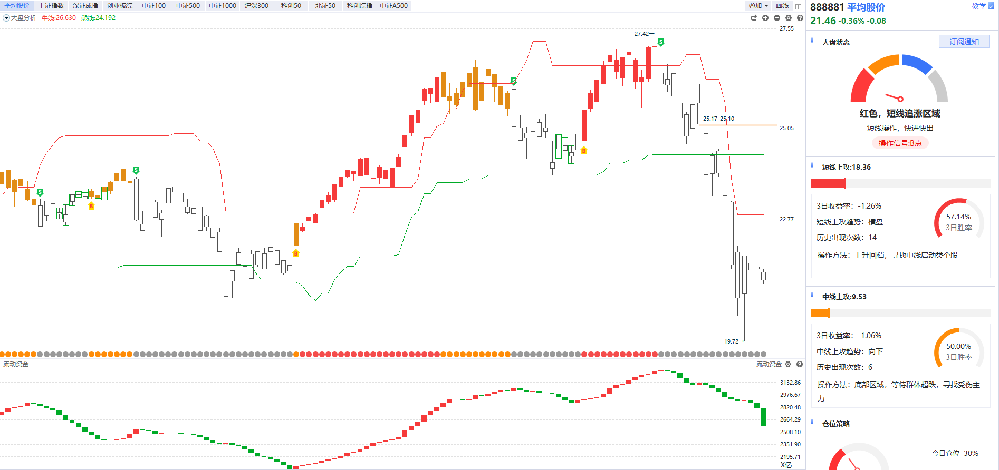 平均股价 上证指数 深证成指 创业板综 中证100 中证500 中证1000 沪深300 科创50 北证50 科创综指 中证A500 叠加 画线
大盘分析 牛线:26.630 熊线:24.192
27.55
27.42
S
S
25.17-25.10
25.05
B
S
S
B
22.77
B
19.72
流动资金 流动资金
3132.86
2976.67
2820.48
2664.29
2508.10
2351.90
2195.71
X亿
888881 平均股价 教学
21.46 -0.36% -0.08
大盘状态 订阅通知
红色，短线追涨区域
短线操作，快进快出
操作信号:B点
短线上攻:18.36
3日收益率：-1.26%
短线上攻趋势：横盘
历史出现次数：14
57.14%
3日胜率
操作方法：上升回档，寻找中线启动类个股
中线上攻:9.53
3日收益率：-1.06%
中线上攻趋势：向下
历史出现次数：6
50.00%
3日胜率
操作方法：底部区域，等待群体超跌，寻找受伤主
力
仓位策略
今日仓位 30%